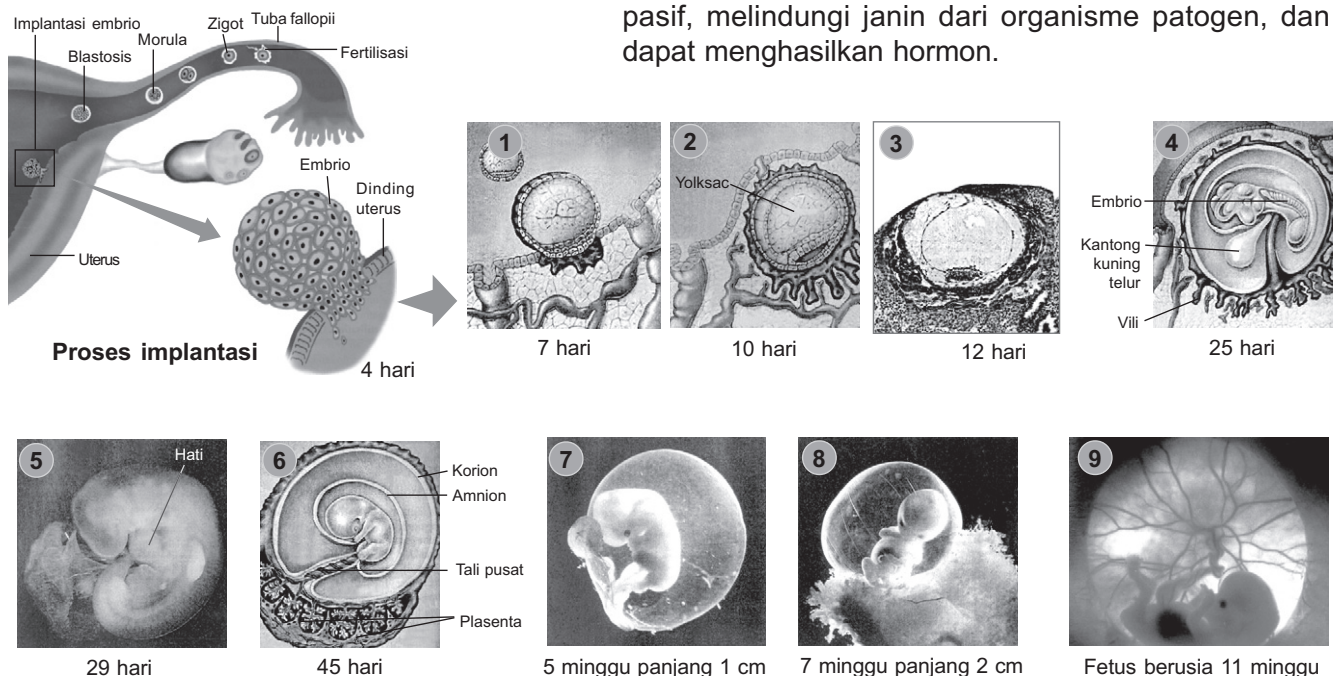 pasif, melindungi janin dari organisme patogen, dan
dapat menghasilkan hormon.
Implantasi embrio
Blastosis
Morula
Zigot
Tuba fallopii
Fertilisasi
Uterus
Embrio
Dinding
uterus
Proses implantasi
4 hari
1
7 hari
2
Yolksac
10 hari
3
12 hari
4
Embrio
Kantong
kuning
telur
Vili
25 hari
5
Hati
29 hari
6
Korion
Amnion
Tali pusat
Plasenta
45 hari
7
5 minggu panjang 1 cm
8
7 minggu panjang 2 cm
9
Fetus berusia 11 minggu